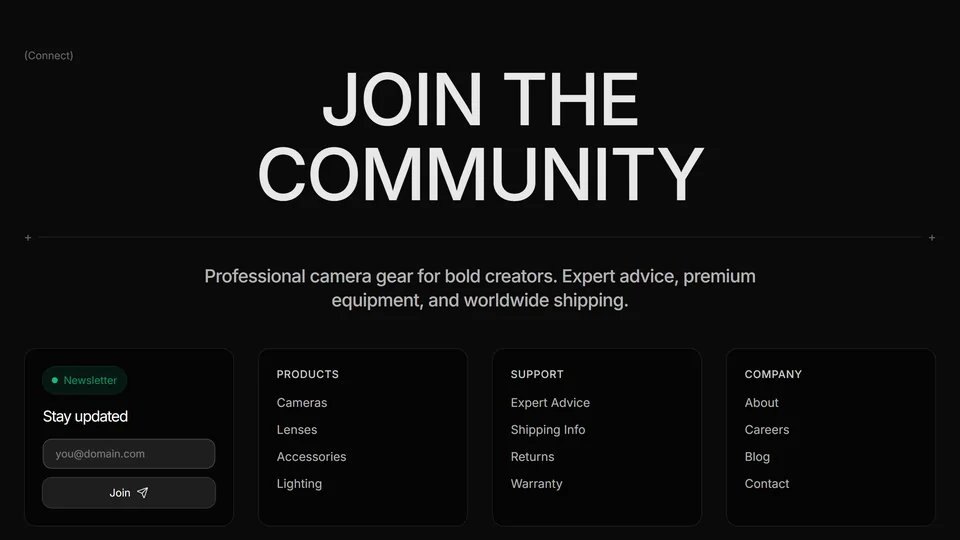 (Connect)
JOIN THE
COMMUNITY
Professional camera gear for bold creators. Expert advice, premium
equipment, and worldwide shipping.
Newsletter
Stay updated
you@domain.com
Join
PRODUCTS
Cameras
Lenses
Accessories
Lighting
SUPPORT
Expert Advice
Shipping Info
Returns
Warranty
COMPANY
About
Careers
Blog
Contact